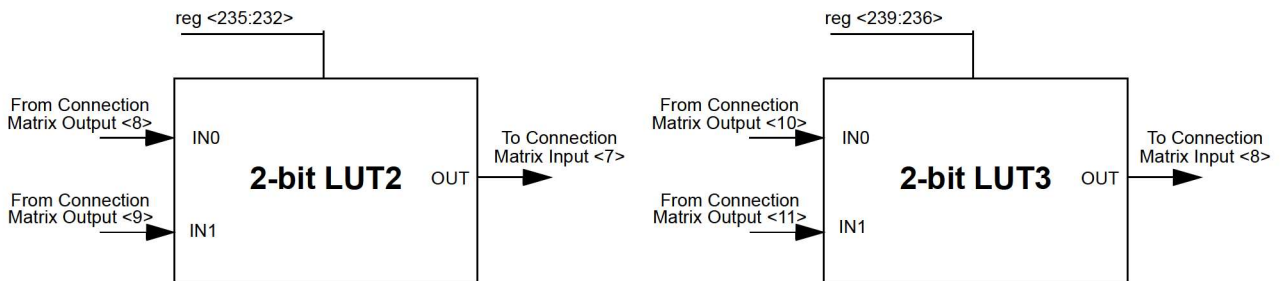 reg <235:232>
From Connection
Matrix Output <8>
IN0
2-bit LUT2
OUT
To Connection
Matrix Input <7>
From Connection
Matrix Output <9>
IN1
reg <239:236>
From Connection
Matrix Output <10>
IN0
2-bit LUT3
OUT
To Connection
Matrix Input <8>
From Connection
Matrix Output <11>
IN1